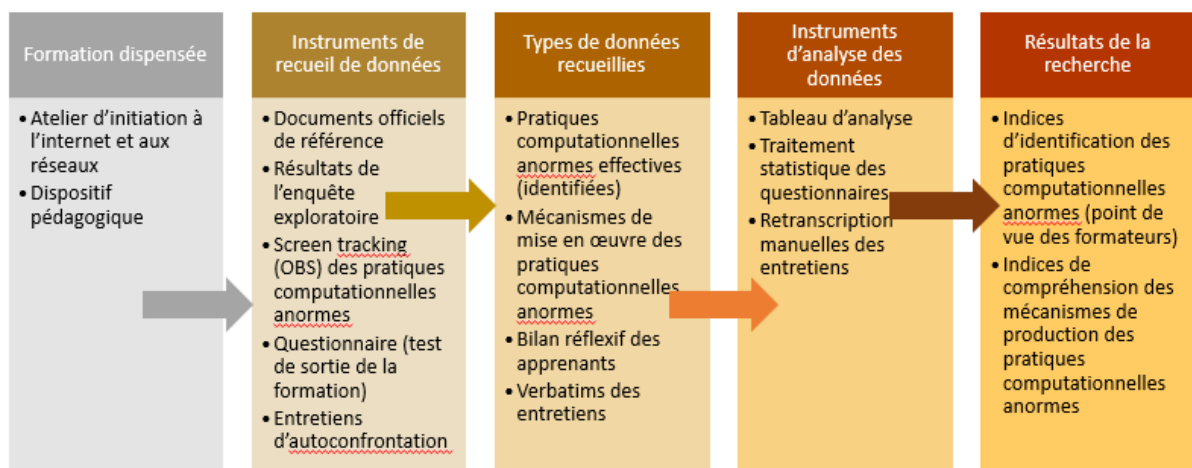 Formation dispensée
• Atelier d’initiation à
l’internet et aux
réseaux
• Dispositif
pédagogique
Instruments de
recueil de données
• Documents officiels
de référence
• Résultats de
l’enquête
exploratoire
• Screen tracking
(OBS) des pratiques
computationnelles
anormes
• Questionnaire (test
de sortie de la
formation)
• Entretiens
d’autoconfrontation
Types de données
recueillies
• Pratiques
computationnelles
anormes effectives
(identifiées)
• Mécanismes de
mise en œuvre des
pratiques
computationnelles
anormes
• Bilan réflexif des
apprenants
• Verbatims des
entretiens
Instruments
d’analyse des
données
• Tableau d’analyse
• Traitement
statistique des
questionnaires
• Retranscription
manuelles des
entretiens
Résultats de la
recherche
• Indices
d’identification des
pratiques
computationnelles
anormes (point de
vue des formateurs)
• Indices de
compréhension des
mécanismes de
production des
pratiques
computationnelles
anormes